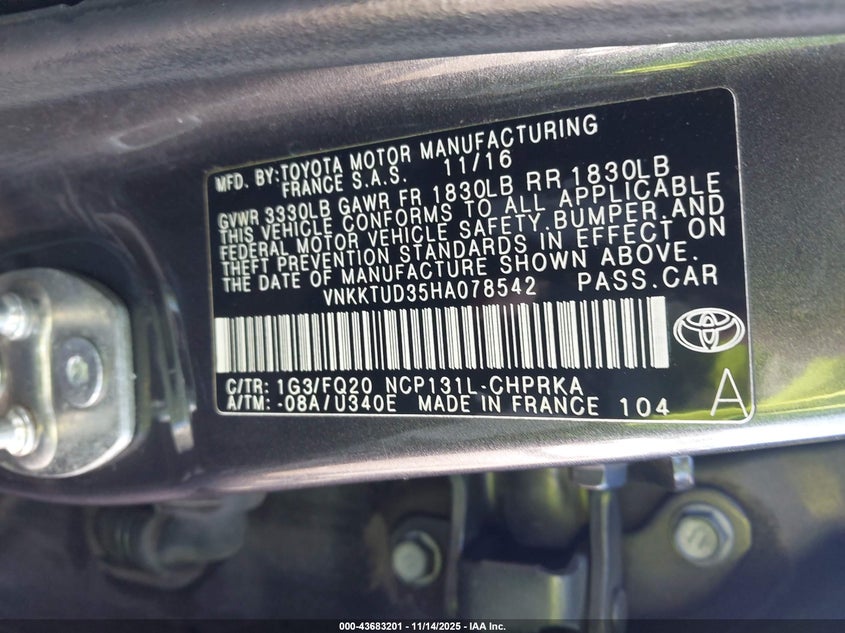 MFD. BY: TOYOTA MOTOR MANUFACTURING
FRANCE S.A.S. 11/16
GVWR 3330LB GAWR FR 1830LB RR 1830LB
THIS VEHICLE CONFORMS TO ALL APPLICABLE
FEDERAL MOTOR VEHICLE SAFETY, BUMPER, AND
THEFT PREVENTION STANDARDS IN EFFECT ON
THE DATE OF MANUFACTURE SHOWN ABOVE.
VNKKTUD35HA078542 PASS.CAR
C/TR: 1G3/FQ20 NCP131L-CHPRKA
A/TM: -08A/U340E MADE IN FRANCE 104 A
000-43683201 - 11/14/2025 - IAA Inc.